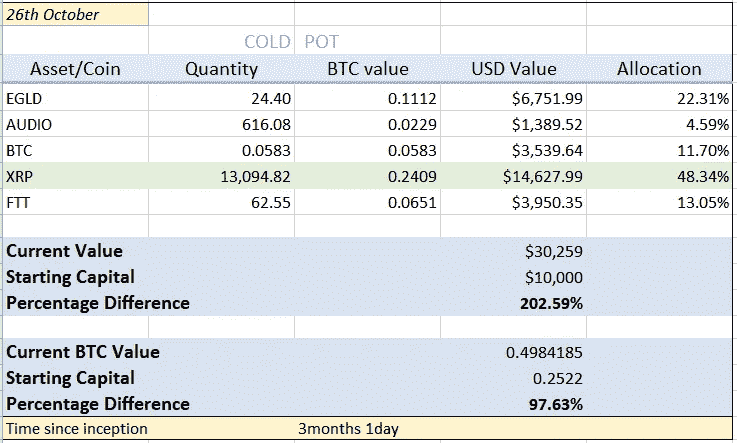 26th October
COLD POT
Asset/Coin Quantity BTC value USD Value Allocation
EGLD 24.40 0.1112 $6,751.99 22.31%
AUDIO 616.08 0.0229 $1,389.52 4.59%
BTC 0.0583 0.0583 $3,539.64 11.70%
XRP 13,094.82 0.2409 $14,627.99 48.34%
FTT 62.55 0.0651 $3,950.35 13.05%
Current Value $30,259
Starting Capital $10,000
Percentage Difference 202.59%
Current BTC Value 0.4984185
Starting Capital 0.2522
Percentage Difference 97.63%
Time since inception 3months 1day